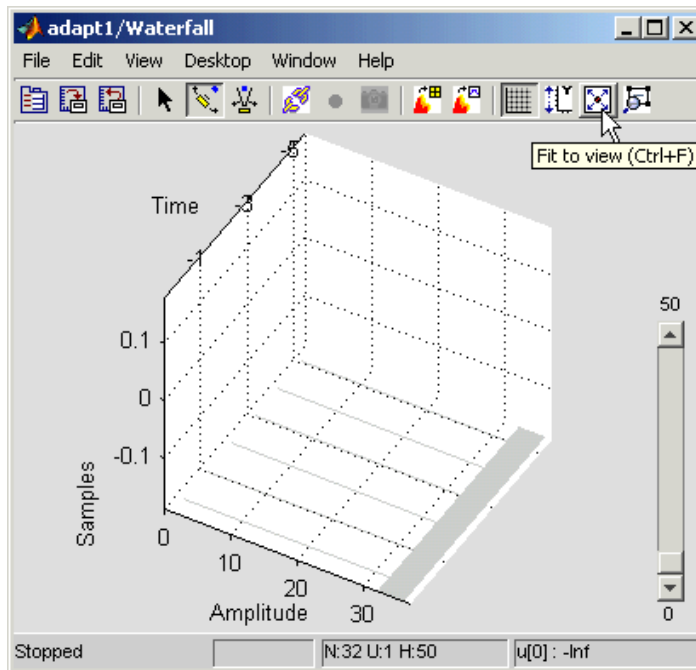 adapt1/Waterfall
File Edit View Desktop Window Help
Fit to view (Ctrl+F)
-5
Time
-3
-1
50
0.1
0
-0.1
Samples
0
10
20
30
Amplitude
0
Stopped
N:32 U:1 H:50
u[0] : -Inf